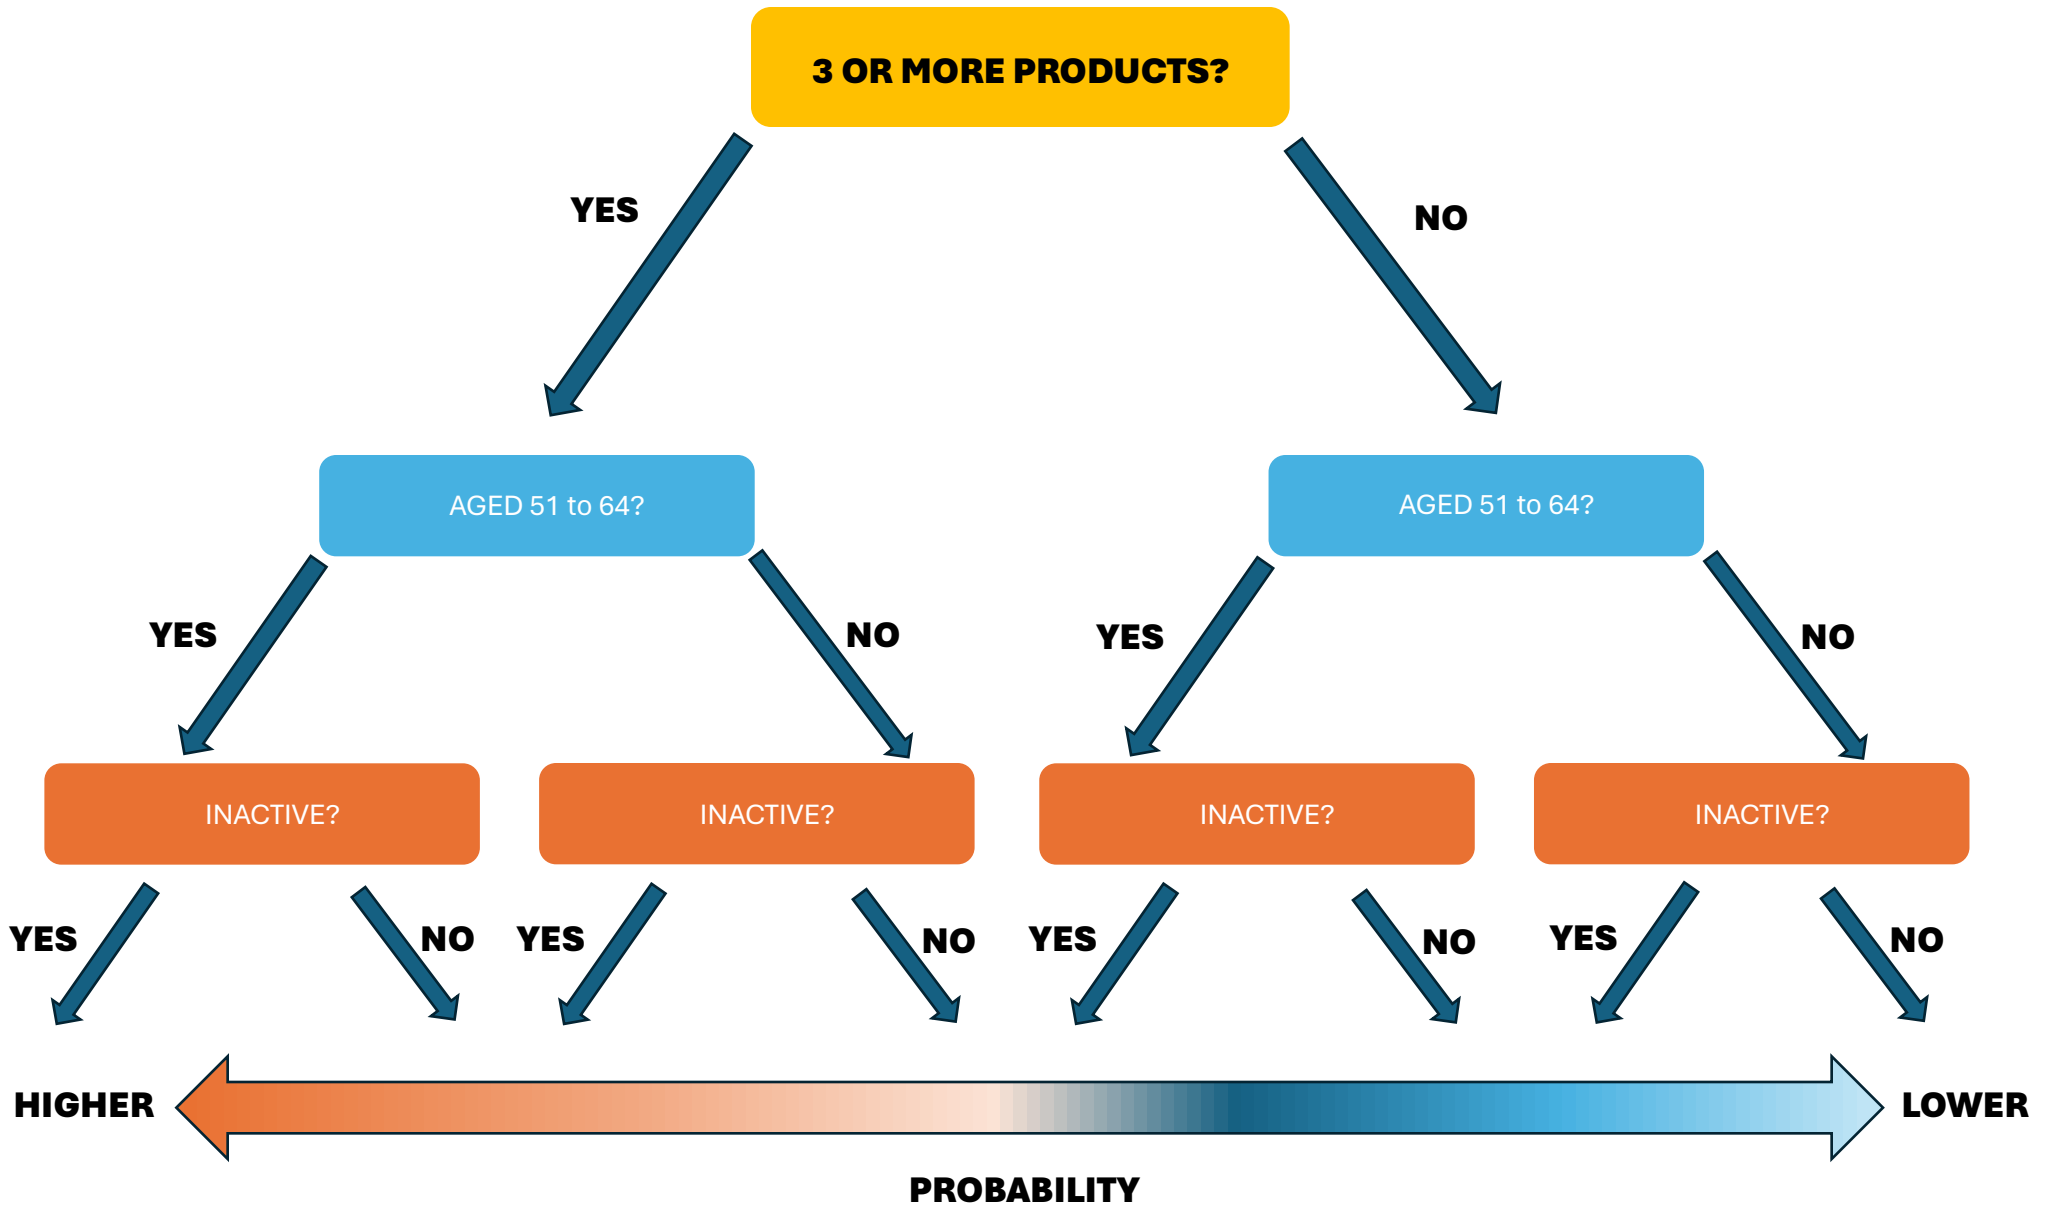 3 OR MORE PRODUCTS?
YES
NO
AGED 51 to 64?
AGED 51 to 64?
YES
NO
YES
NO
INACTIVE?
INACTIVE?
INACTIVE?
INACTIVE?
YES
NO
YES
NO
YES
NO
YES
NO
HIGHER
LOWER
PROBABILITY